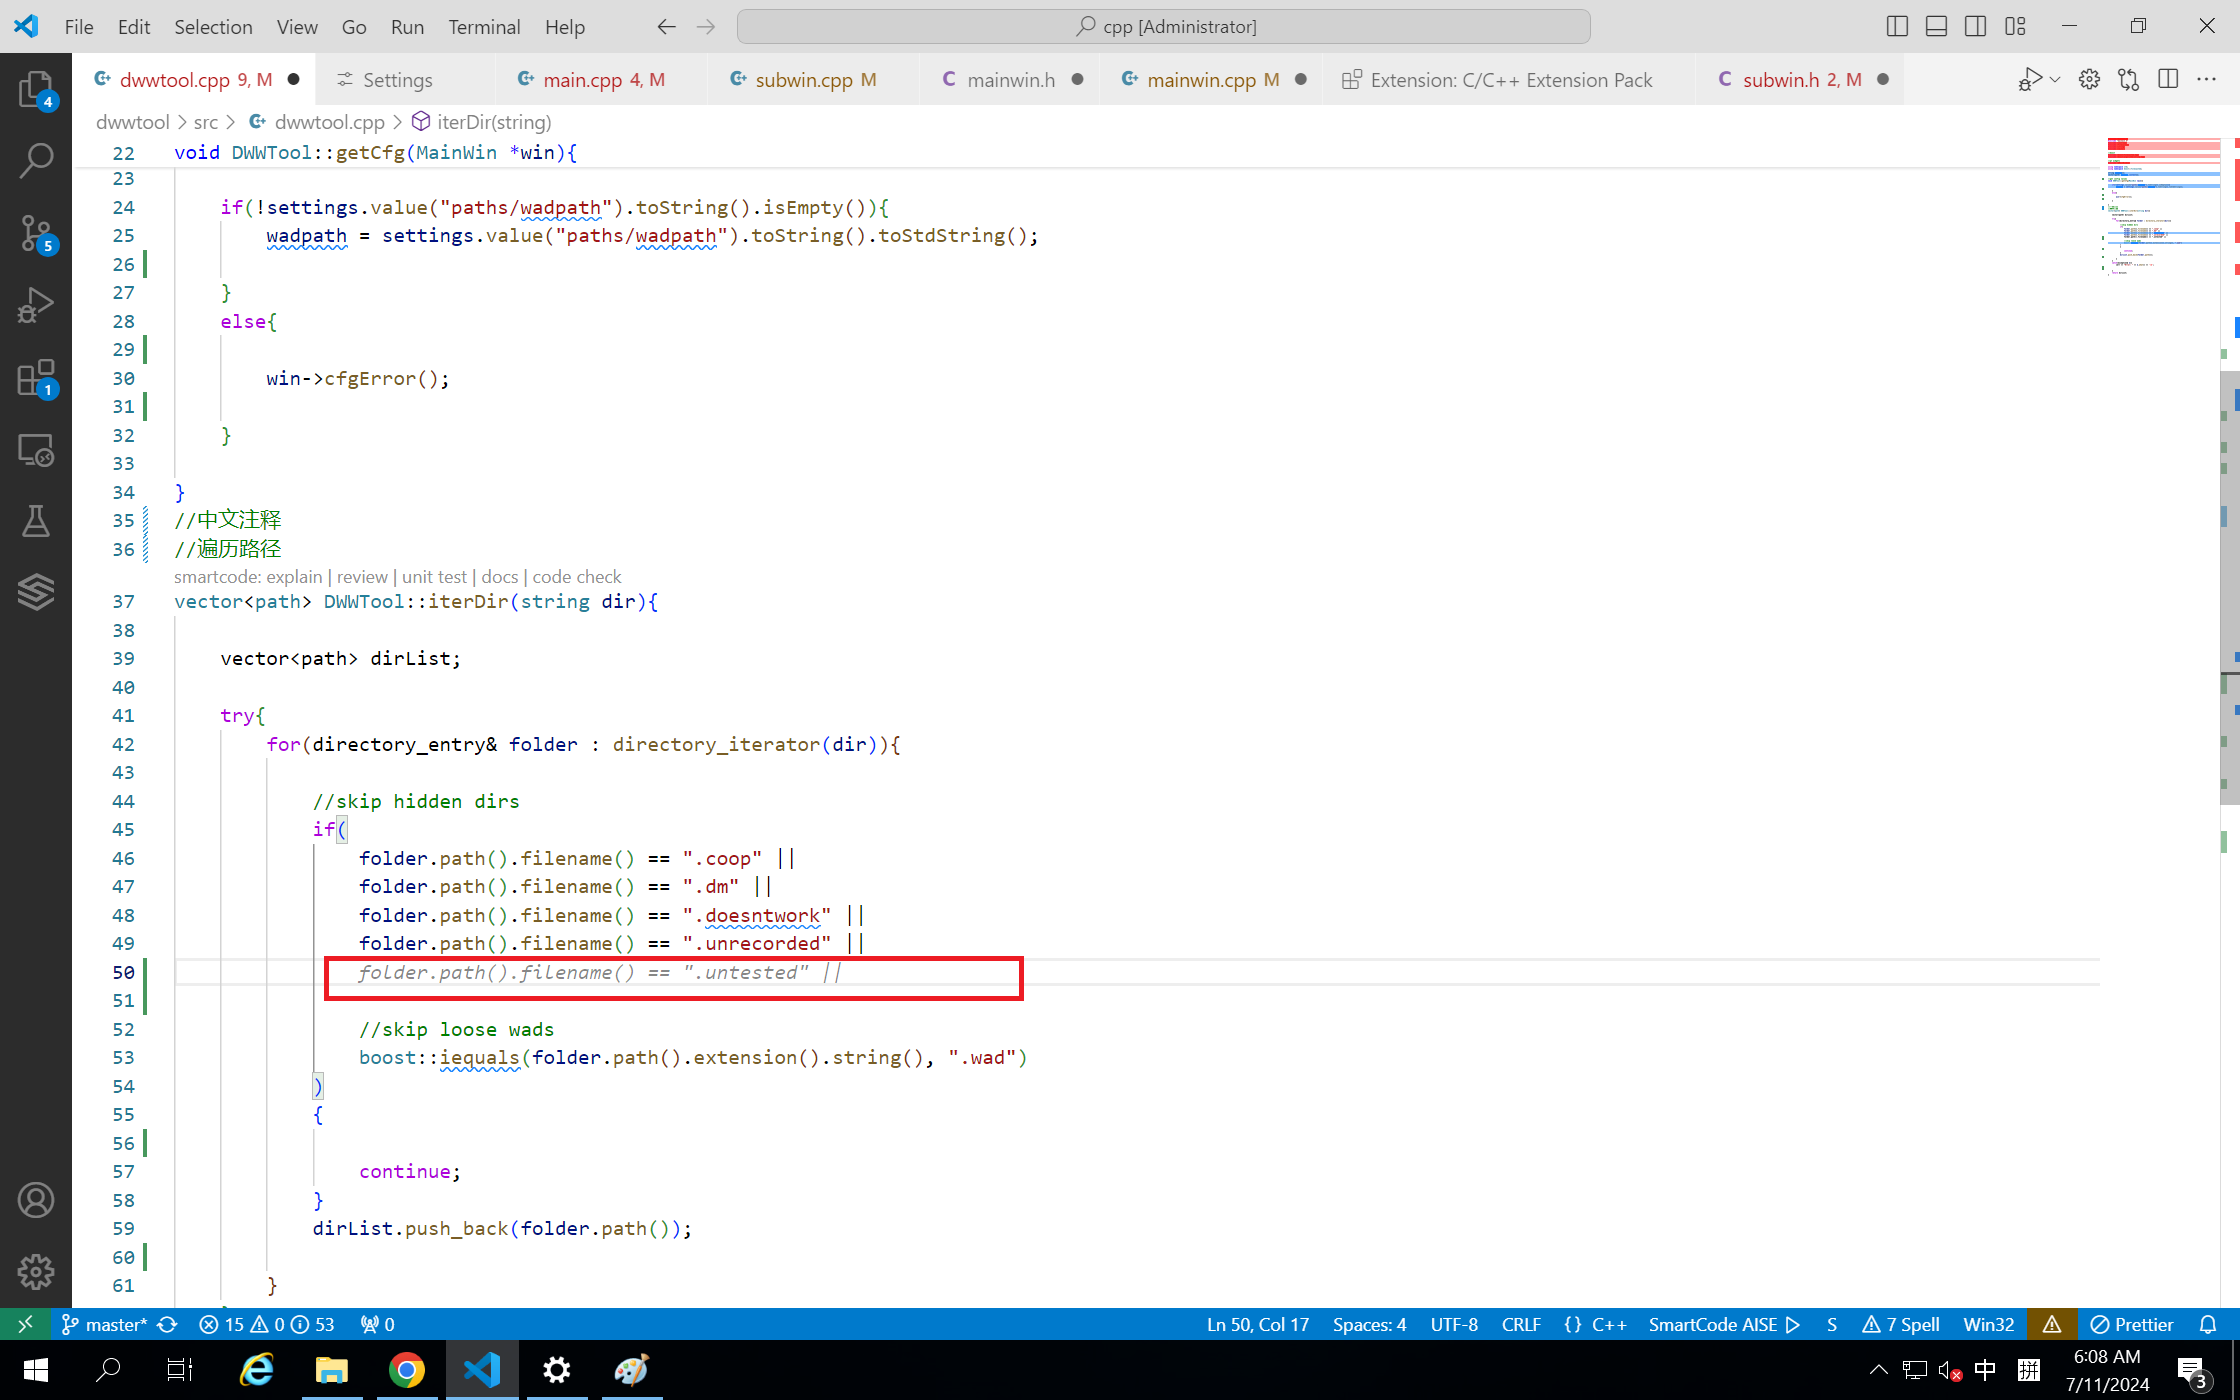 File Edit Selection View Go Run Terminal Help cpp [Administrator]
dwwtool.cpp 9, M Settings main.cpp 4, M subwin.cpp M mainwin.h mainwin.cpp M Extension: C/C++ Extension Pack subwin.h 2, M
dwwtool > src > dwwtool.cpp > iterDir(string)
22 void DWWTool::getCfg(MainWin *win){
23
24 if(!settings.value("paths/wadpath").toString().isEmpty()){
25 wadpath = settings.value("paths/wadpath").toString().toStdString();
26
27 }
28 else{
29
30 win->cfgError();
31
32 }
33
34 }
35 //中文注释
36 //遍历路径
smartcode: explain | review | unit test | docs | code check
37 vector<path> DWWTool::iterDir(string dir){
38
39 vector<path> dirList;
40
41 try{
42 for(directory_entry& folder : directory_iterator(dir)){
43
44 //skip hidden dirs
45 if(
46 folder.path().filename() == ".coop" ||
47 folder.path().filename() == ".dm" ||
48 folder.path().filename() == ".doesntwork" ||
49 folder.path().filename() == ".unrecorded" ||
50 folder.path().filename() == ".untested" ||
51
52 //skip loose wads
53 boost::iequals(folder.path().extension().string(), ".wad")
54 )
55 {
56
57 continue;
58 }
59 dirList.push_back(folder.path());
60
61 }
4
5
1
master* 15 0 53 0 Ln 50, Col 17 Spaces: 4 UTF-8 CRLF {} C++ SmartCode AISE S 7 Spell Win32 Prettier
中 拼 6:08 AM
7/11/2024 3